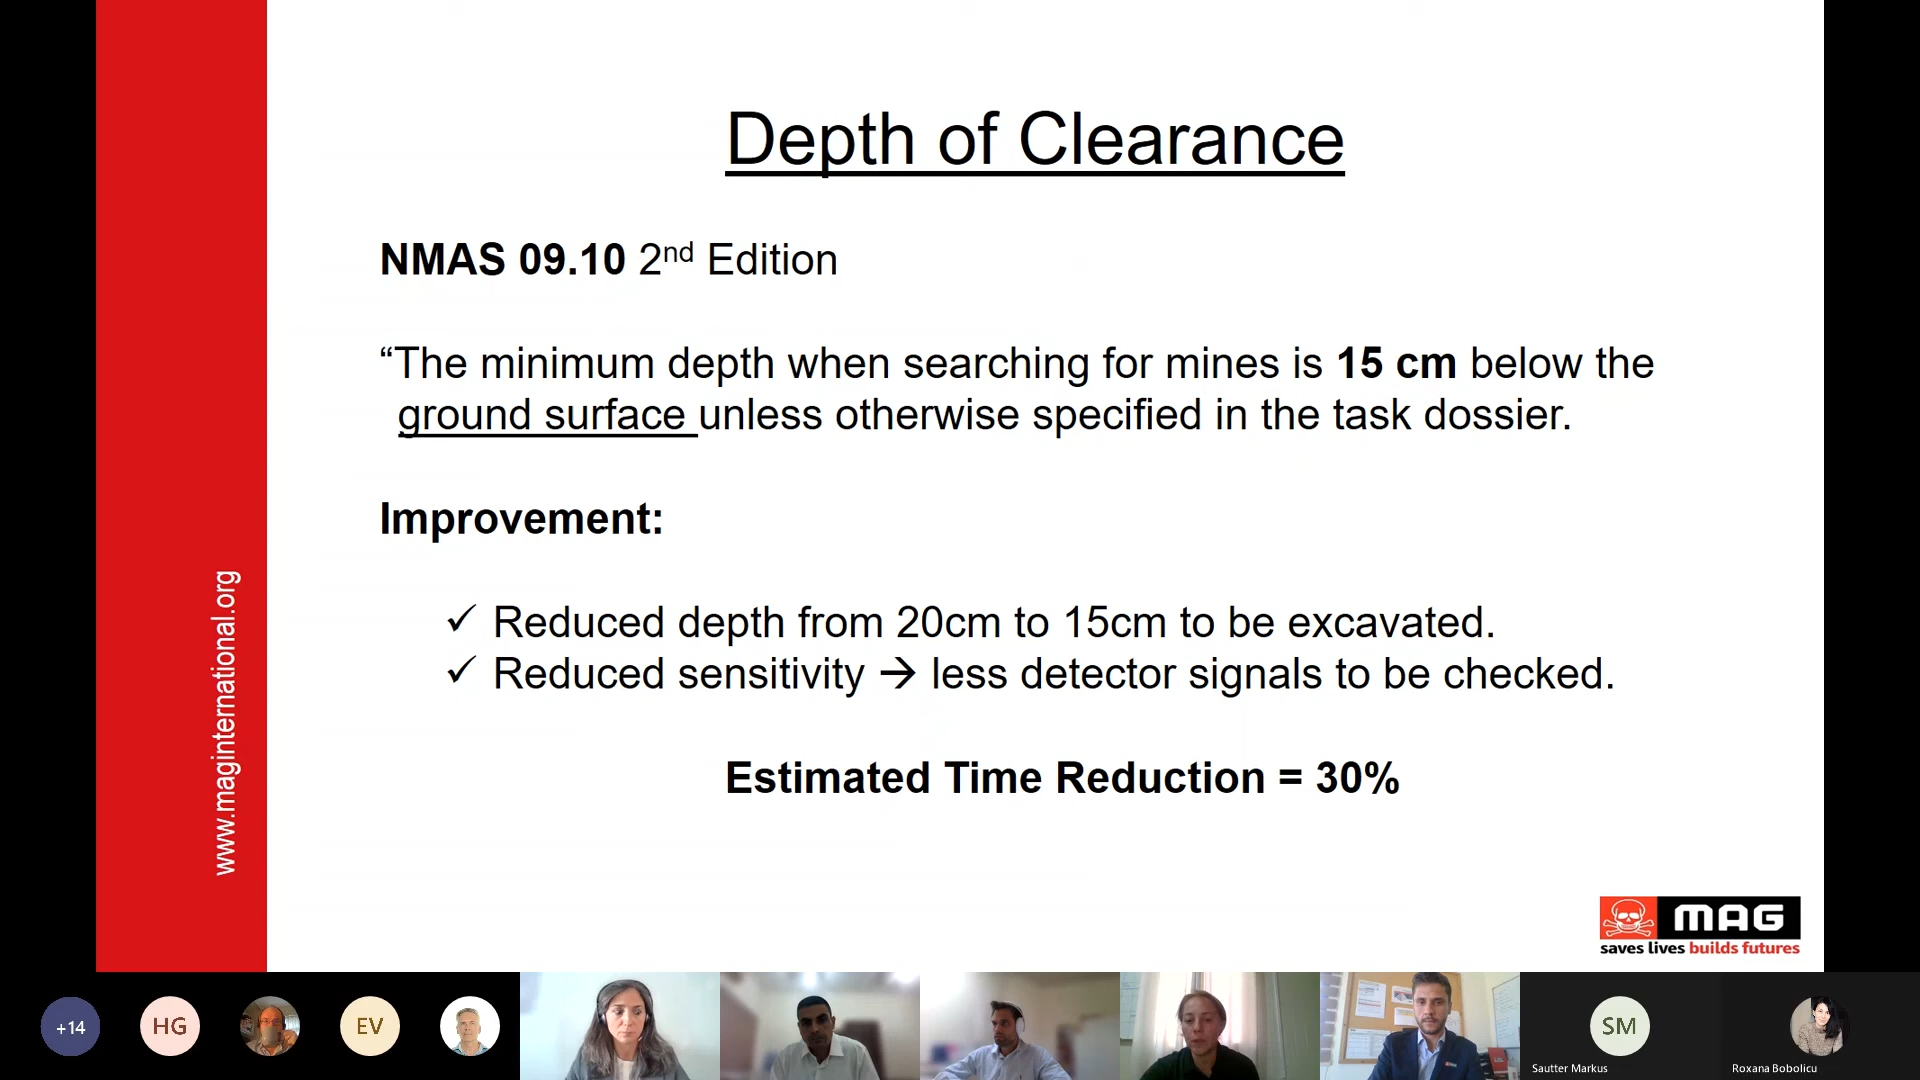 Depth of Clearance
NMAS 09.10 2nd Edition
“The minimum depth when searching for mines is 15 cm below the
ground surface unless otherwise specified in the task dossier.
Improvement:
✓ Reduced depth from 20cm to 15cm to be excavated.
✓ Reduced sensitivity → less detector signals to be checked.
Estimated Time Reduction = 30%
www.maginternational.org
MAG
saves lives builds futures
+14
HG
EV
SM
Sautter Markus
Roxana Bobolicu